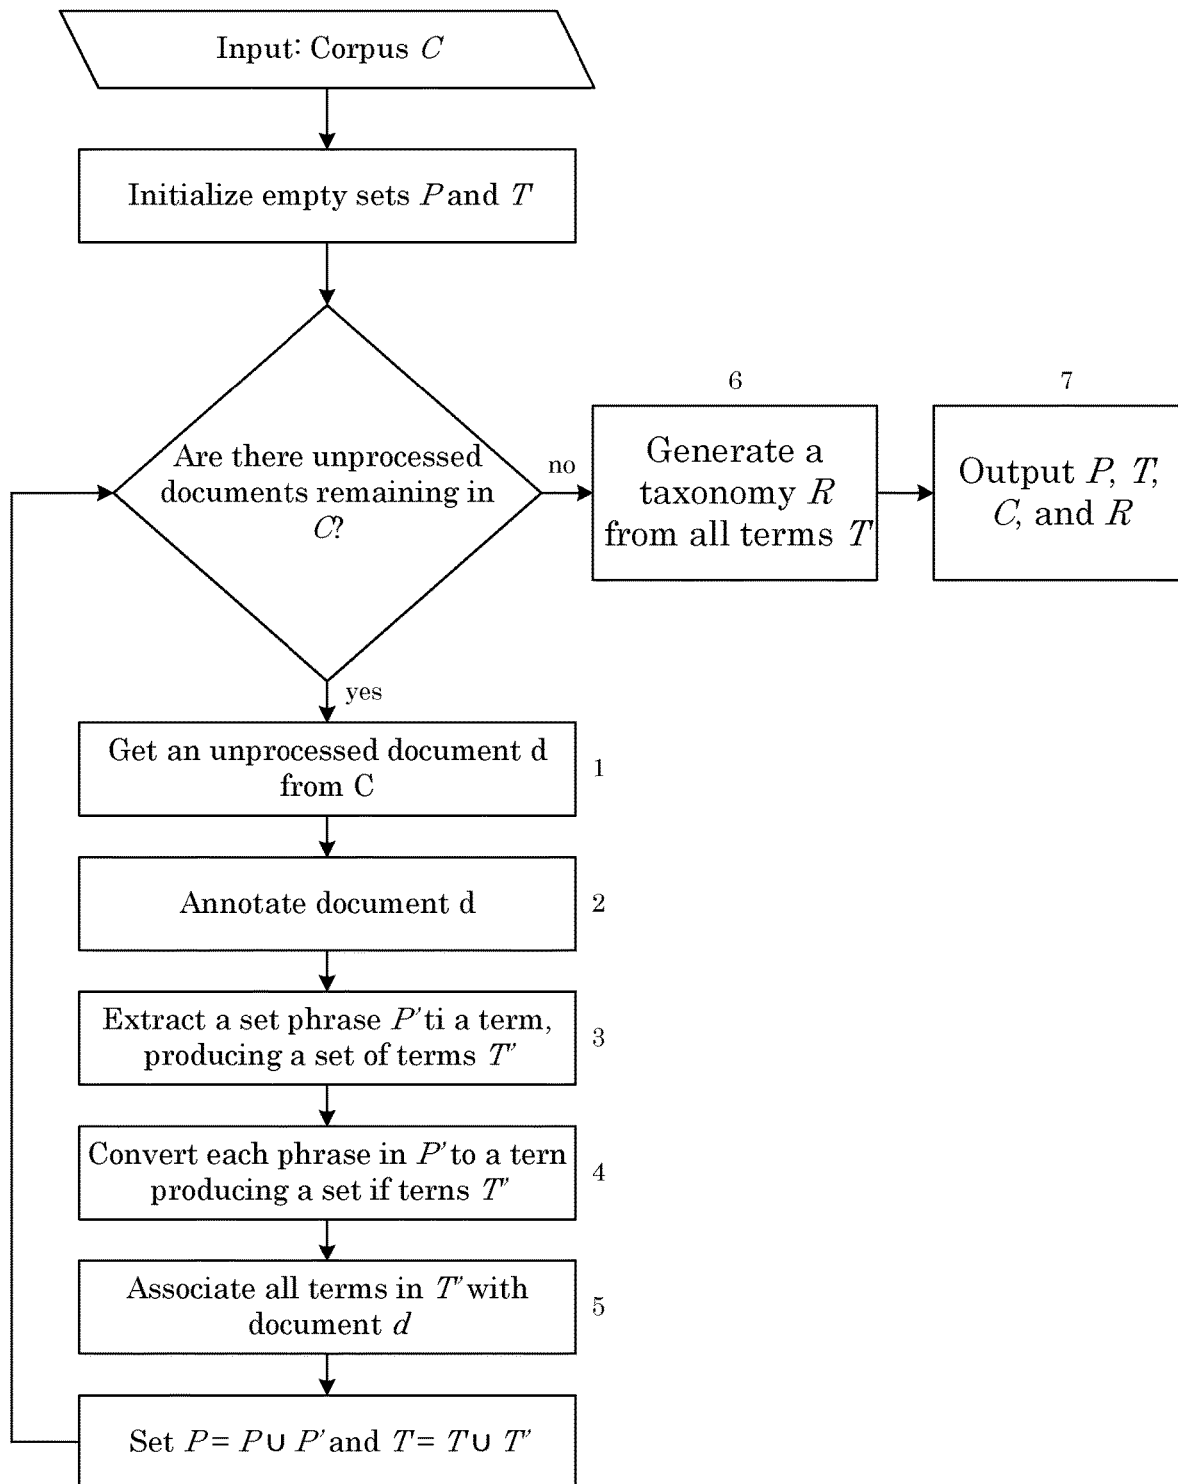 Input: Corpus C
Initialize empty sets P and T
Are there unprocessed
documents remaining in
C?
no
6
Generate a
taxonomy R
from all terms T
7
Output P, T,
C, and R
yes
Get an unprocessed document d
from C
1
Annotate document d
2
Extract a set phrase P' ti a term,
producing a set of terms T'
3
Convert each phrase in P' to a tern
producing a set if terns T'
4
Associate all terms in T' with
document d
5
Set P = P ∪ P' and T = T ∪ T'